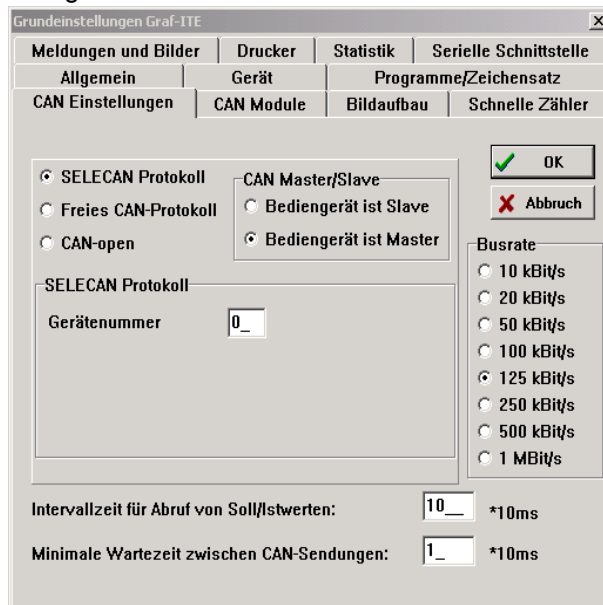 Grundeinstellungen Graf-ITE
Meldungen und Bilder Drucker Statistik Serielle Schnittstelle
Allgemein Gerät Programme/Zeichensatz
CAN Einstellungen CAN Module Bildaufbau Schnelle Zähler
SELECAN Protokoll
Freies CAN-Protokoll
CAN-open
CAN Master/Slave
Bediengerät ist Slave
Bediengerät ist Master
OK
Abbruch
SELECAN Protokoll
Gerätenummer 0_
Busrate
10 kBit/s
20 kBit/s
50 kBit/s
100 kBit/s
125 kBit/s
250 kBit/s
500 kBit/s
1 MBit/s
Intervallzeit für Abruf von Soll/Istwerten: 10__ *10ms
Minimale Wartezeit zwischen CAN-Sendungen: 1_ *10ms